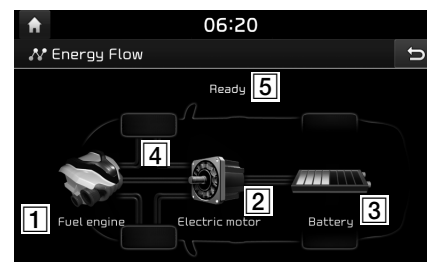 06:20
Energy Flow
Ready 5
4
1 Fuel engine Electric motor 2 Battery 3